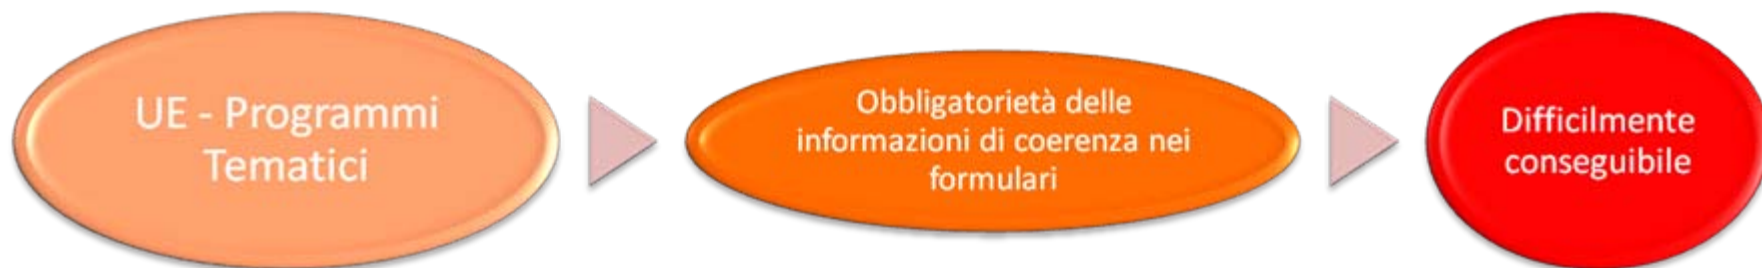 UE - Programmi
Tematici
Obbligatorietà delle
informazioni di coerenza nei
formulari
Difficilmente
conseguibile